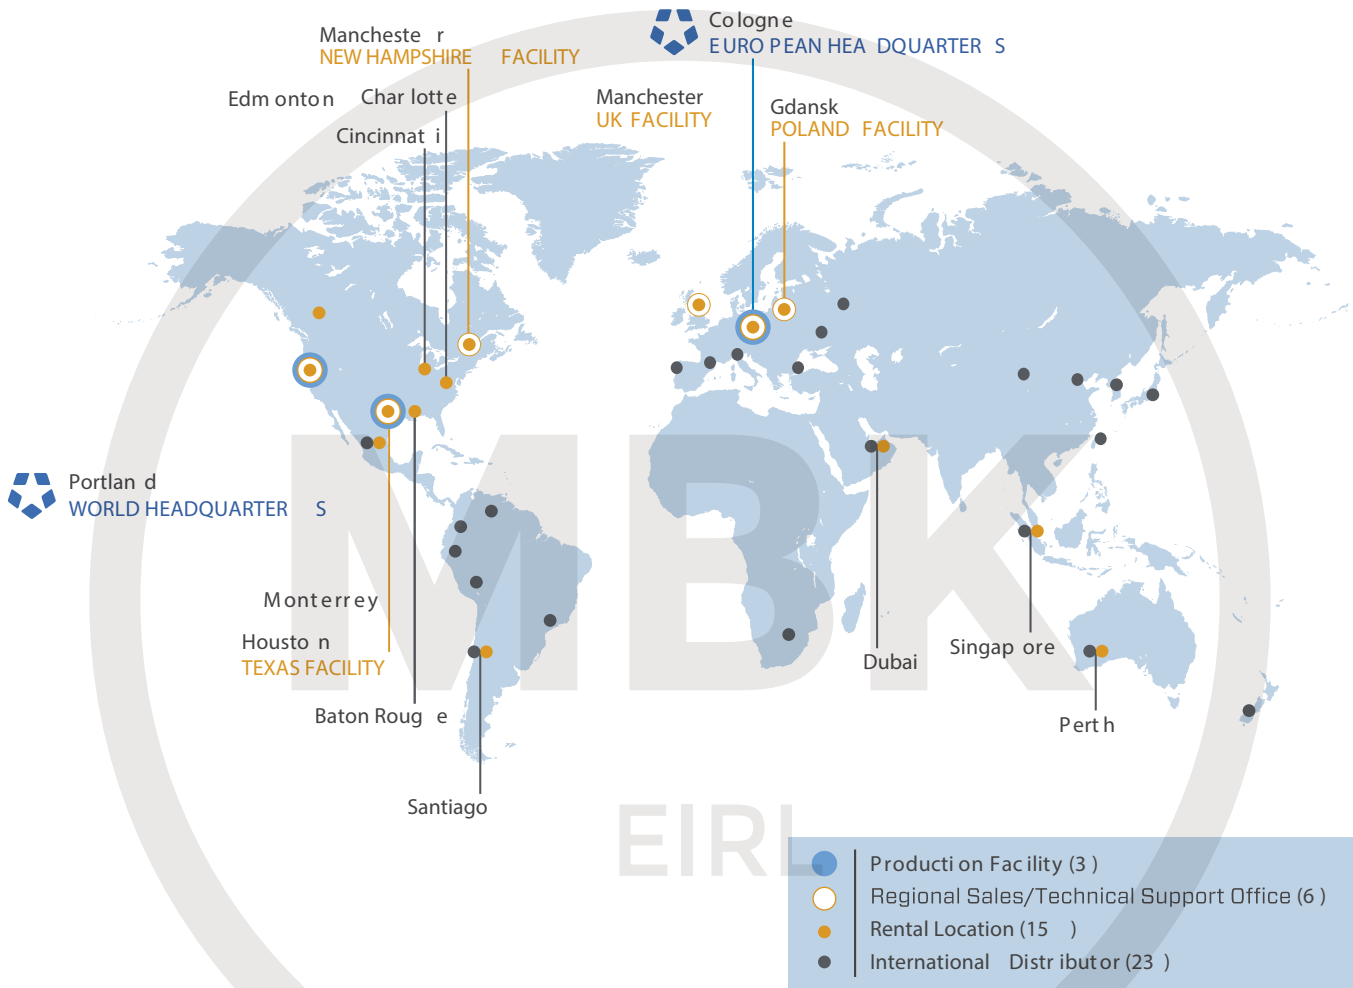 Cologne
EUROPEAN HEADQUARTERS
Manchester
NEW HAMPSHIRE FACILITY
Edmonton
Charlotte
Cincinnati
Manchester
UK FACILITY
Gdansk
POLAND FACILITY
Portland
WORLD HEADQUARTERS
MBK
Monterrey
Houston
TEXAS FACILITY
Baton Rouge
Santiago
Dubai
Singapore
Perth
EIRL
Production Facility (3)
Regional Sales/Technical Support Office (6)
Rental Location (15)
International Distributor (23)